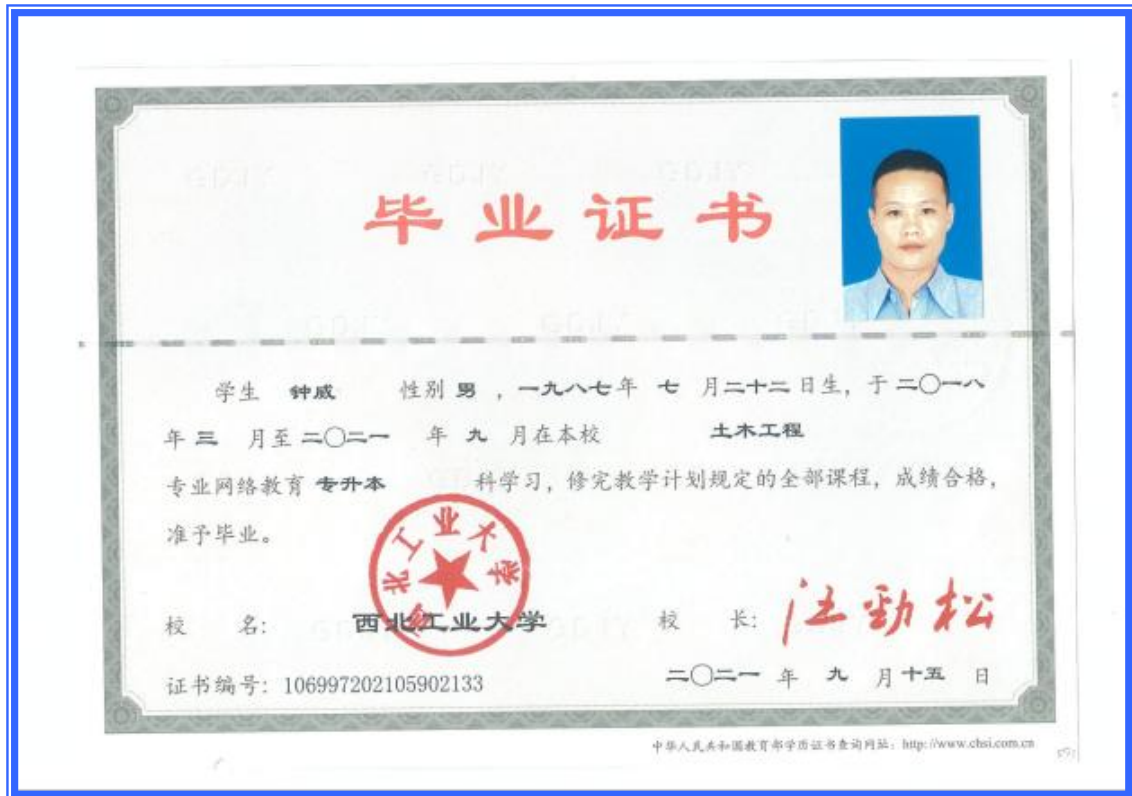 毕业证书
学生 钟威 性别 男 ，一九八七年 七 月二十二日生，于 二〇一八
年 三 月至 二〇二一 年 九 月在本校 土木工程
专业网络教育 专升本 科学习，修完教学计划规定的全部课程，成绩合格，
准予毕业。
西北工业大学
校 名： 西北工业大学 校 长： 汪劲松
证书编号：106997202105902133 二〇二一 年 九 月 十五 日
中华人民共和国教育部学历证书查询网址：http://www.chsi.com.cn